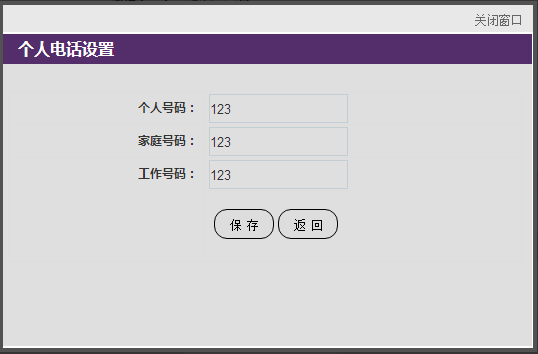 关闭窗口
个人电话设置
个人号码： 123
家庭号码： 123
工作号码： 123
保 存 返 回